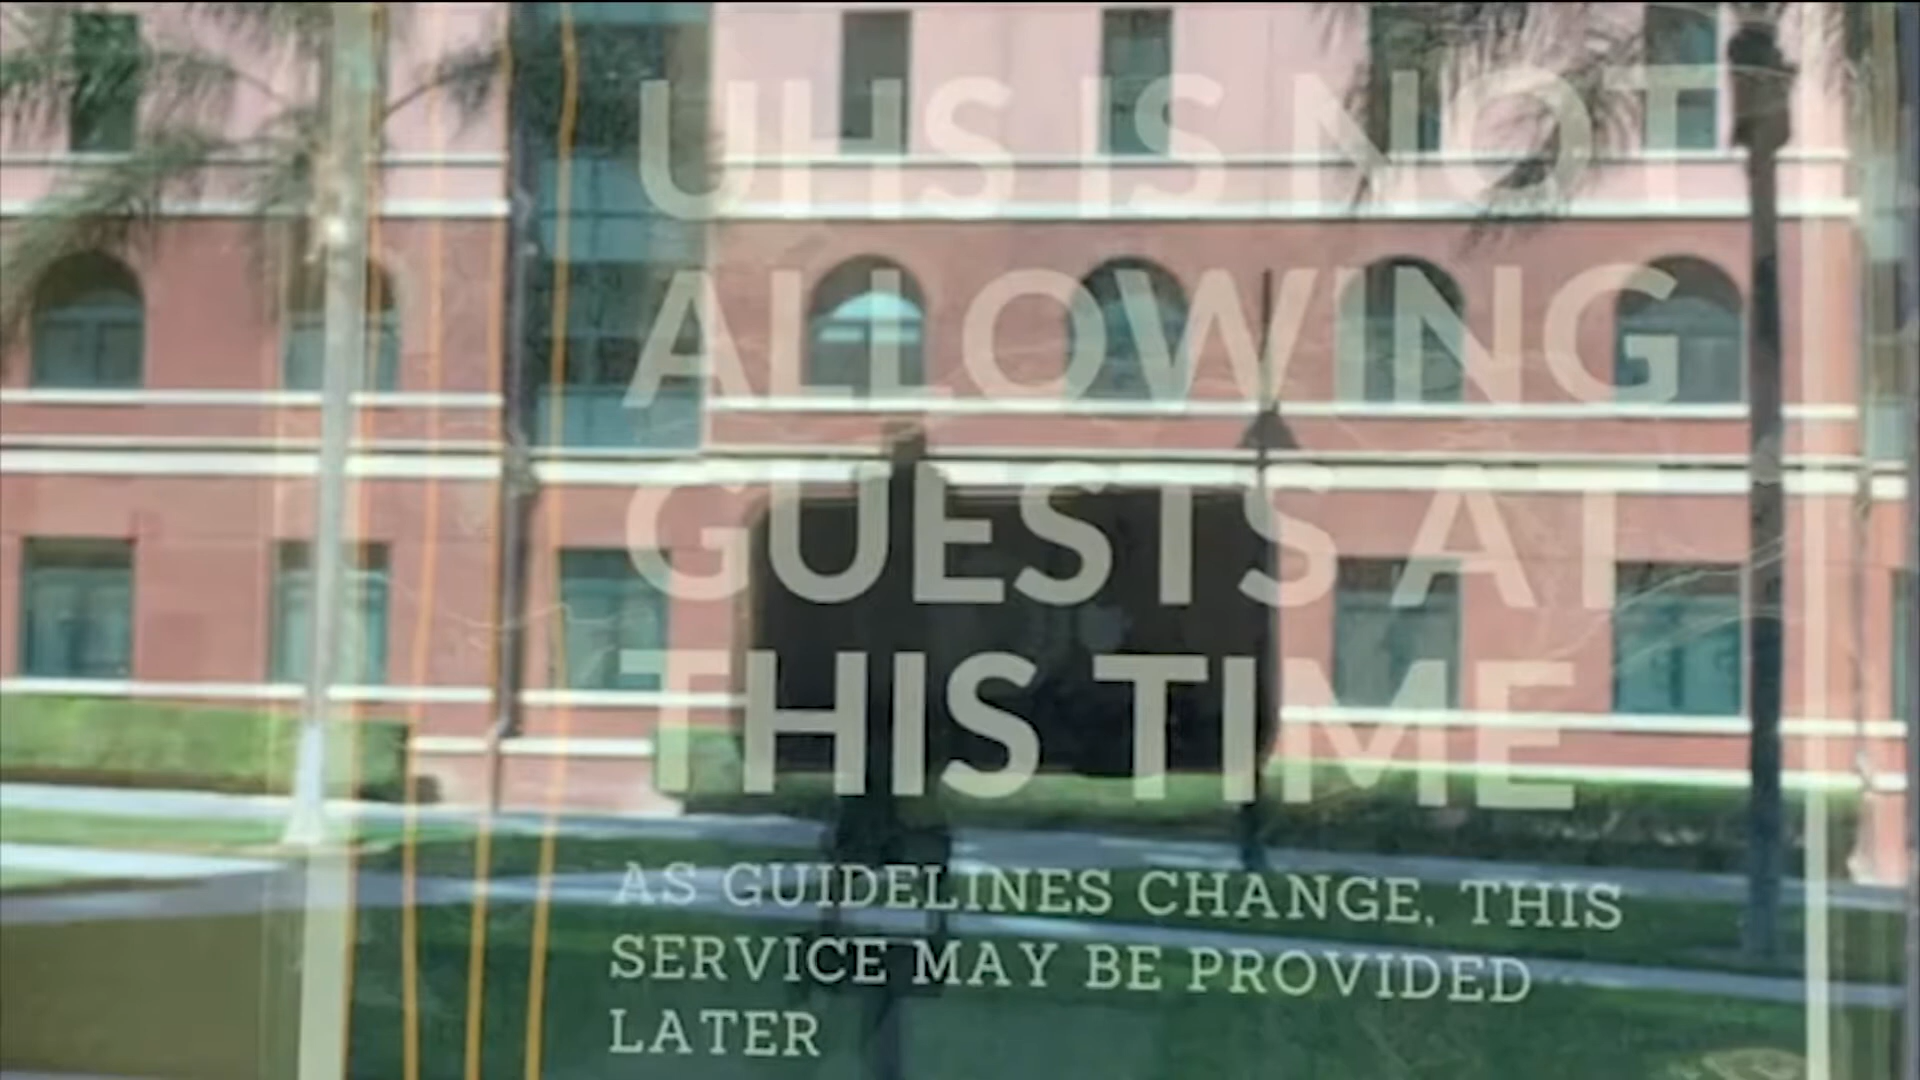 UHS IS NOT
ALLOWING
GUESTS AT
THIS TIME
AS GUIDELINES CHANGE, THIS
SERVICE MAY BE PROVIDED
LATER